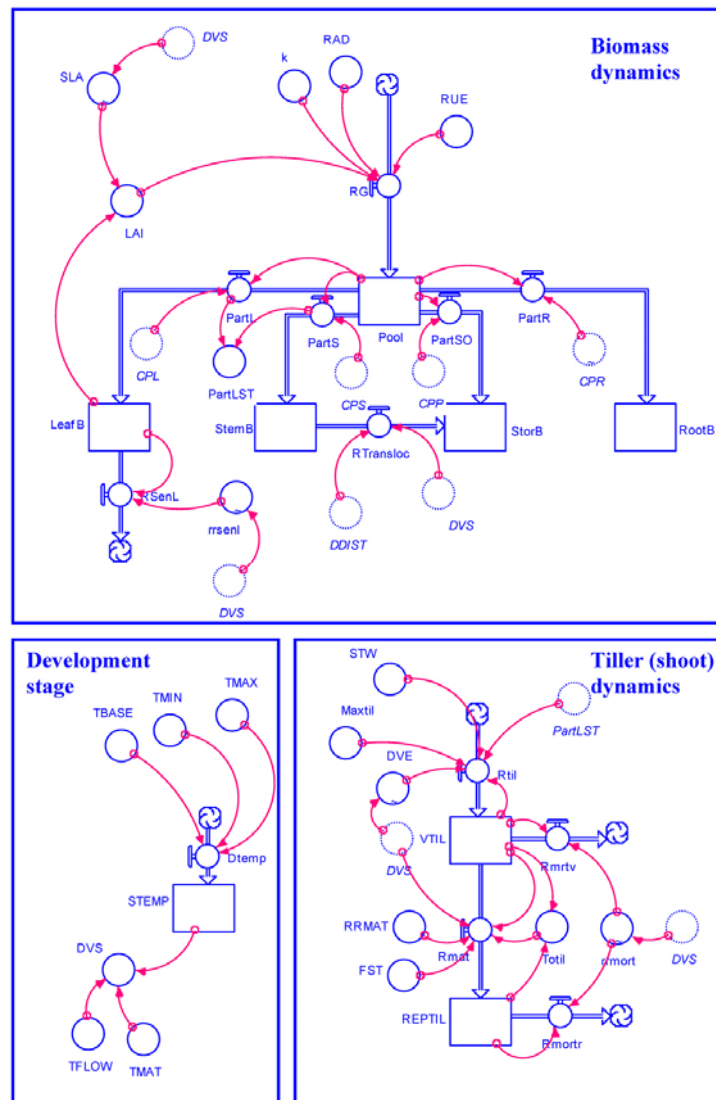 Biomass
dynamics
DVS
RAD
k
SLA
RUE
RG
LAI
PartL
PartS
Pool
PartSO
PartR
CPL
PartLST
CPS
CPP
CPR
Leaf B
StemB
StorB
RootB
RTransloc
RSenL
rrsenl
DDIST
DVS
DVS
Development
stage
TMAX
TMIN
TBASE
Dtemp
STEMP
DVS
TFLOW
TMAT
Tiller (shoot)
dynamics
STW
Maxtil
PartLST
DVE
Rtil
VTIL
DVS
Rmrtv
RRMAT
Rmat
Totil
rrmort
DVS
FST
REPTIL
Rmortr